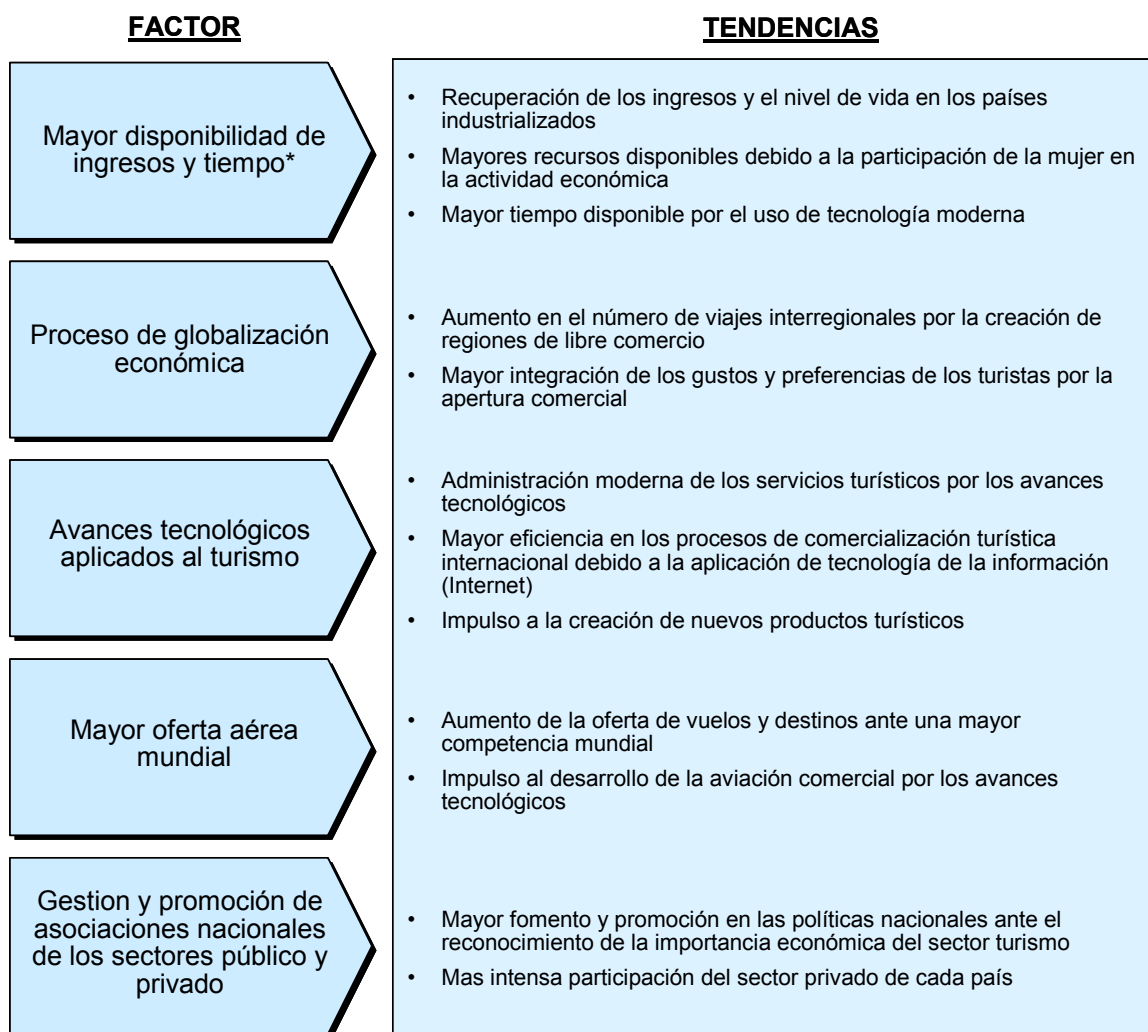 FACTOR
TENDENCIAS
Mayor disponibilidad de
ingresos y tiempo*
• Recuperación de los ingresos y el nivel de vida en los países
industrializados
• Mayores recursos disponibles debido a la participación de la mujer en
la actividad económica
• Mayor tiempo disponible por el uso de tecnología moderna
Proceso de globalización
económica
• Aumento en el número de viajes interregionales por la creación de
regiones de libre comercio
• Mayor integración de los gustos y preferencias de los turistas por la
apertura comercial
Avances tecnológicos
aplicados al turismo
• Administración moderna de los servicios turísticos por los avances
tecnológicos
• Mayor eficiencia en los procesos de comercialización turística
internacional debido a la aplicación de tecnología de la información
(Internet)
• Impulso a la creación de nuevos productos turísticos
Mayor oferta aérea
mundial
• Aumento de la oferta de vuelos y destinos ante una mayor
competencia mundial
• Impulso al desarrollo de la aviación comercial por los avances
tecnológicos
Gestion y promoción de
asociaciones nacionales
de los sectores público y
privado
• Mayor fomento y promoción en las políticas nacionales ante el
reconocimiento de la importancia económica del sector turismo
• Mas intensa participación del sector privado de cada país